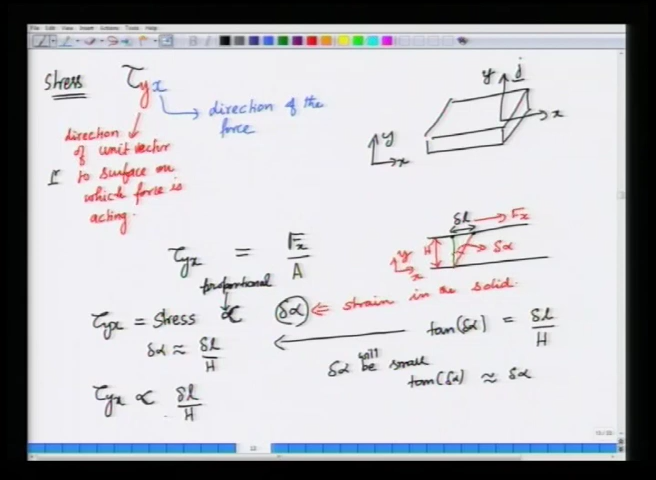 Stress τyx
direction of the force
direction of unit vector
⊥r to surface on which force is acting.
y j
x
y
x
τyx = Fx / A
δl → Fx
H
δα
y
x
proportional
τyx = Stress ∝ δα ⇐ strain in the solid.
δα ≈ δl / H
tan(δα) = δl / H
δα will be small
tan(δα) ≈ δα
τyx ∝ δl / H